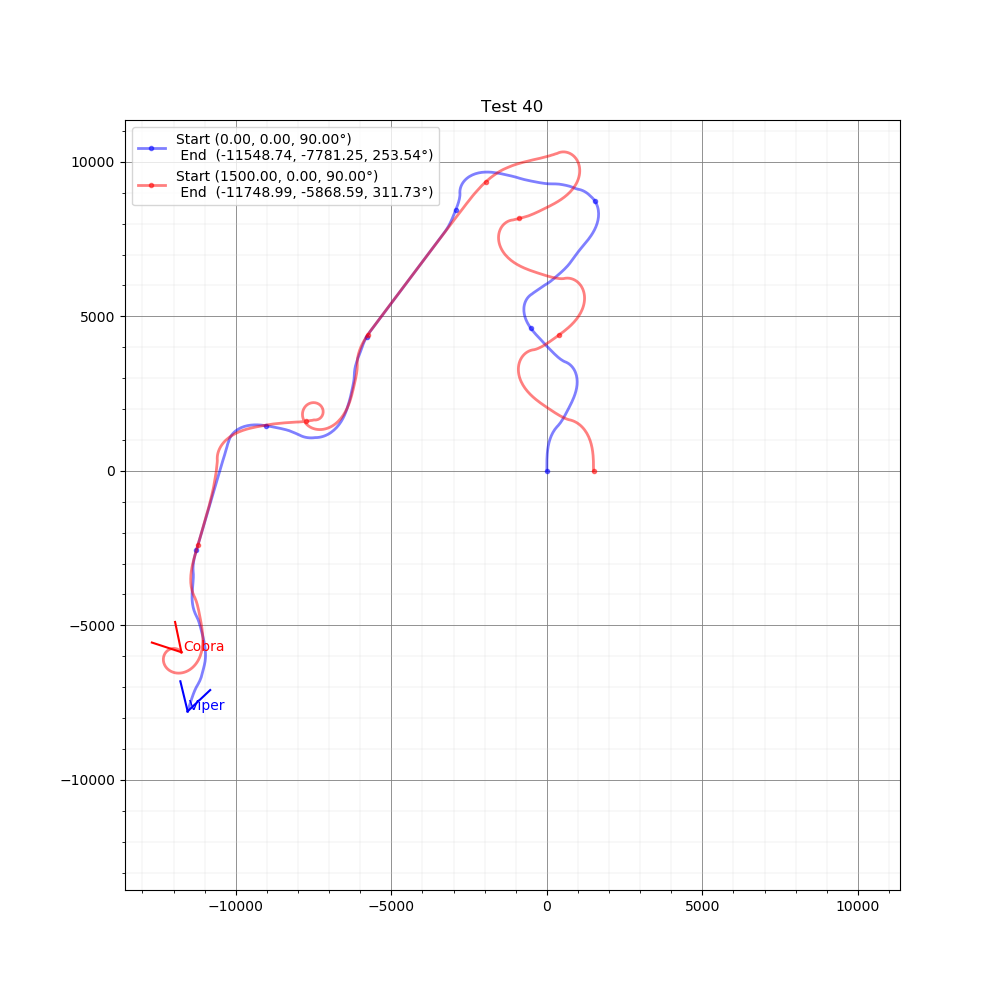 Test 40
Start (0.00, 0.00, 90.00°)
End (-11548.74, -7781.25, 253.54°)
Start (1500.00, 0.00, 90.00°)
End (-11748.99, -5868.59, 311.73°)
10000
5000
0
−5000
−10000
Cobra
Viper
−10000
−5000
0
5000
10000